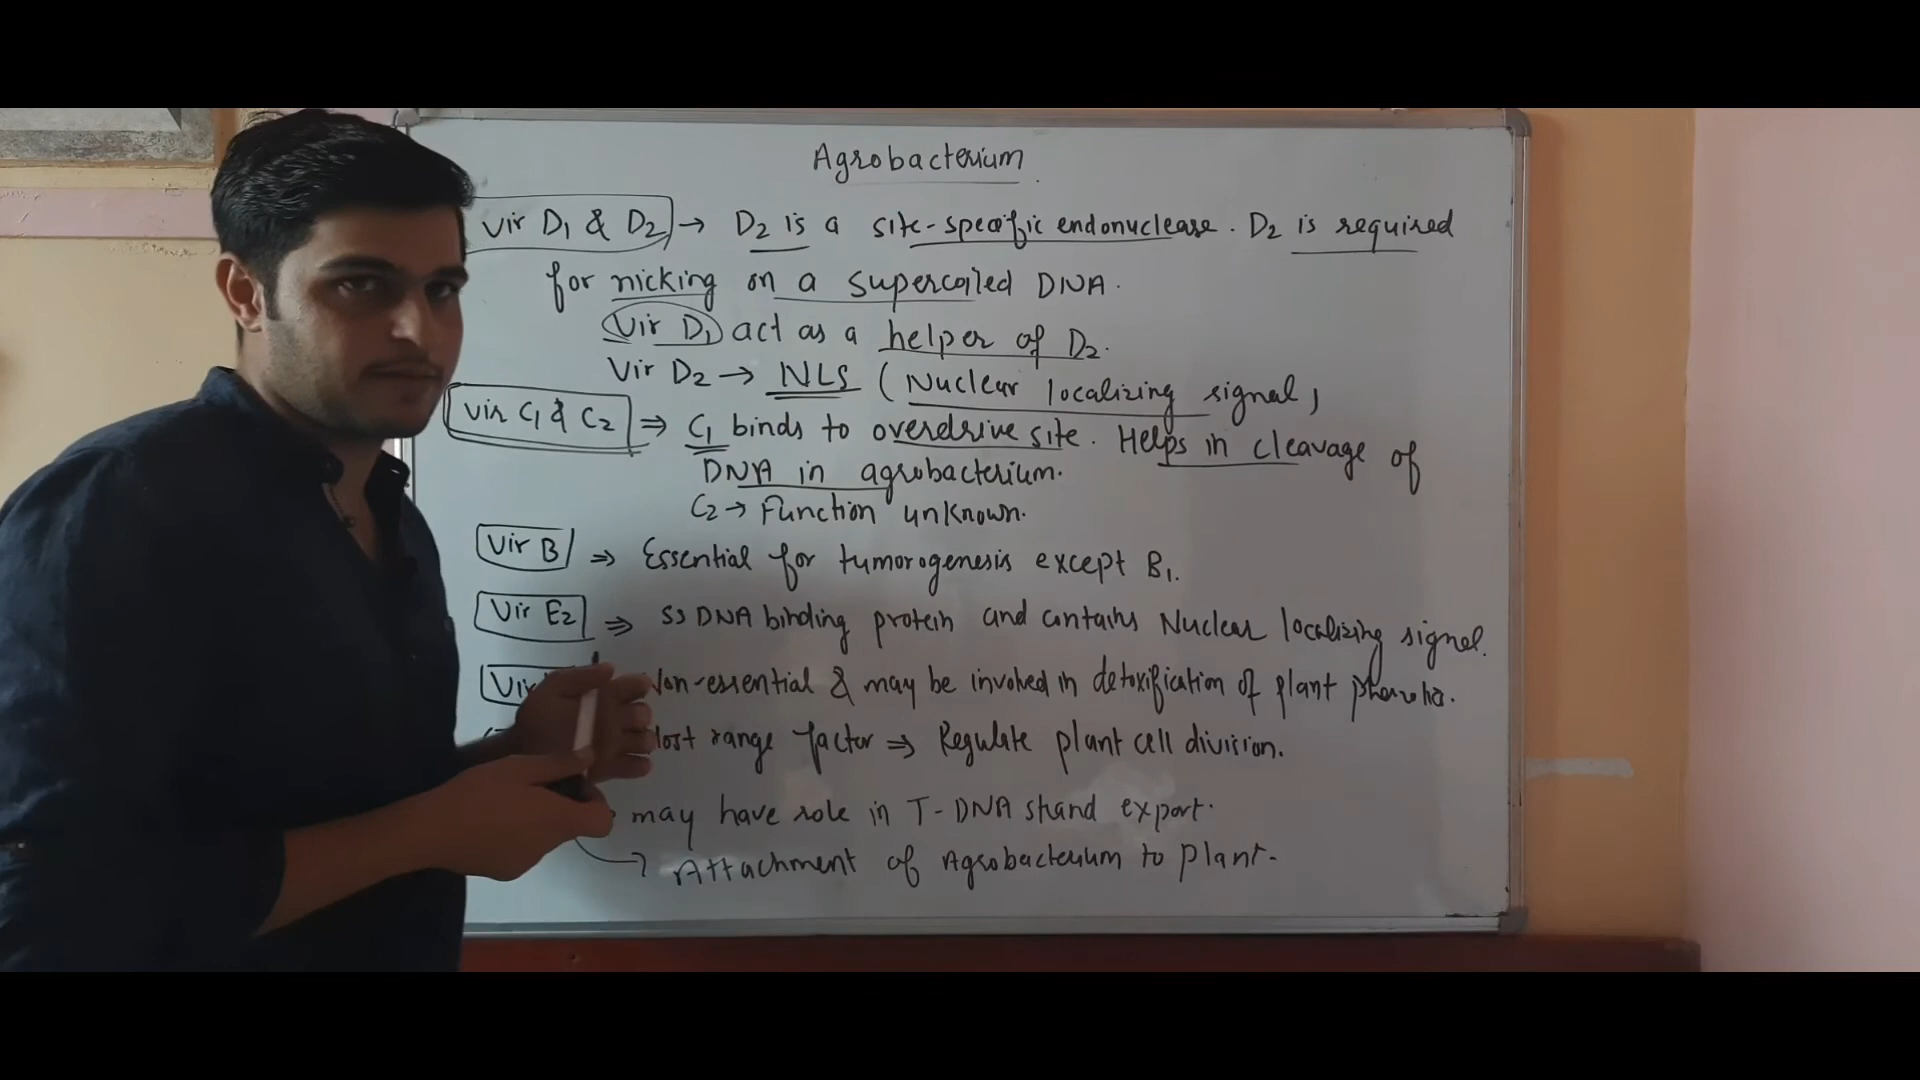 Agrobacterium
Vir D1 & D2 → D2 is a site-specific endonuclease. D2 is required
for nicking on a supercoiled DNA.
Vir D1 act as a helper of D2.
Vir D2 → NLS (Nuclear localizing signal)
Vir C1 & C2 ⇒ C1 binds to overdrive site. Helps in cleavage of
DNA in agrobacterium.
C2 → Function unknown.
Vir B ⇒ Essential for tumorogenesis except B1.
Vir E2 ⇒ SS DNA binding protein and contains Nuclear localizing signal.
Vir Non-essential & may be involved in detoxification of plant
Host range factor ⇒ Regulate plant cell division.
may have role in T-DNA strand export.
→ Attachment of Agrobacterium to plant.